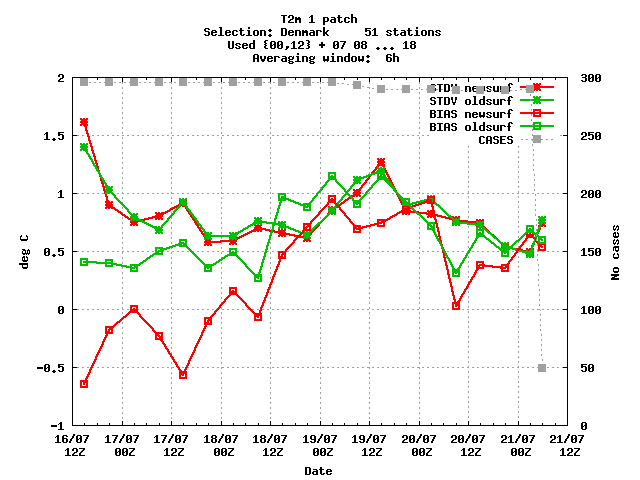 T2m 1 patch
Selection: Denmark 51 stations
Used {00,12} + 07 08 ... 18
Averaging window: 6h
STDV newsurf
STDV oldsurf
BIAS newsurf
BIAS oldsurf
CASES
2
1.5
1
0.5
0
-0.5
-1
deg C
300
250
200
150
100
50
0
No cases
16/07 17/07 17/07 18/07 18/07 19/07 19/07 20/07 20/07 21/07 21/07
12Z 00Z 12Z 00Z 12Z 00Z 12Z 00Z 12Z 00Z 12Z
Date